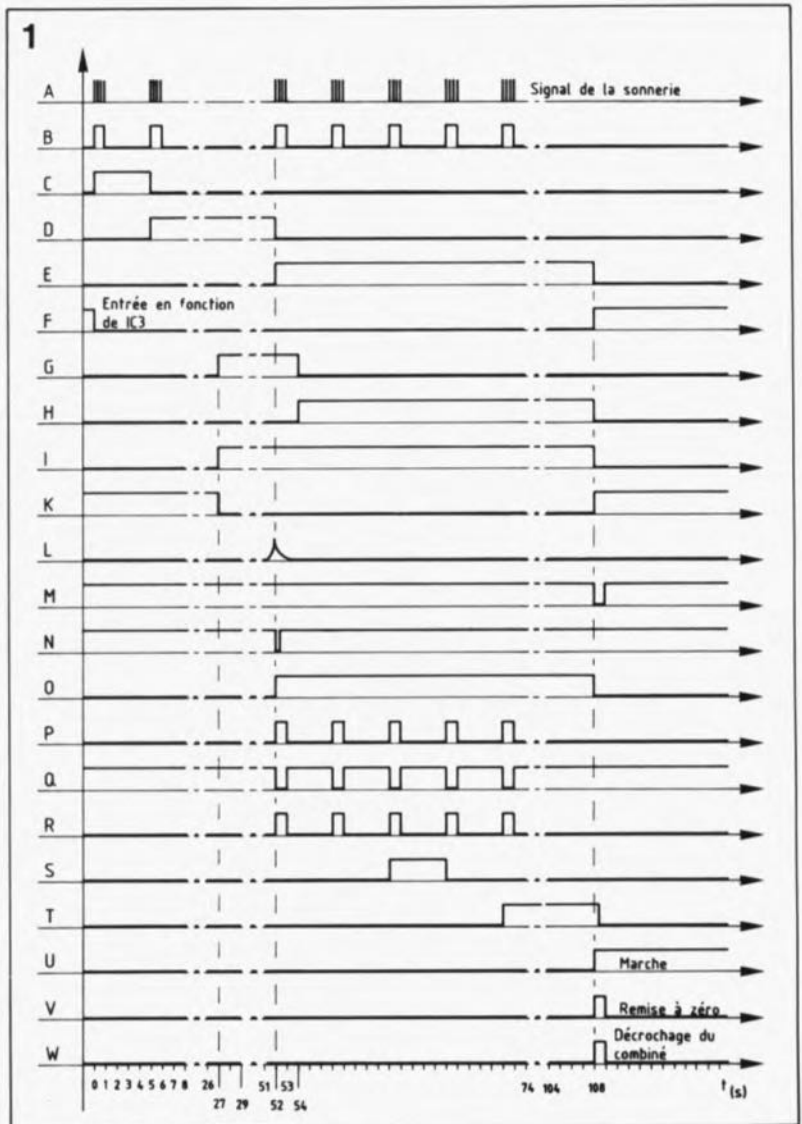 1
A Signal de la sonnerie
B
C
D
E
F Entrée en fonction
de IC3
G
H
I
K
L
M
N
O
P
Q
R
S
T
U Marche
V Remise à zéro
W Décrochage du
combiné
0 1 2 3 4 5 6 7 8 26 51 53 74 104 108 t (s)
27 29 52 54